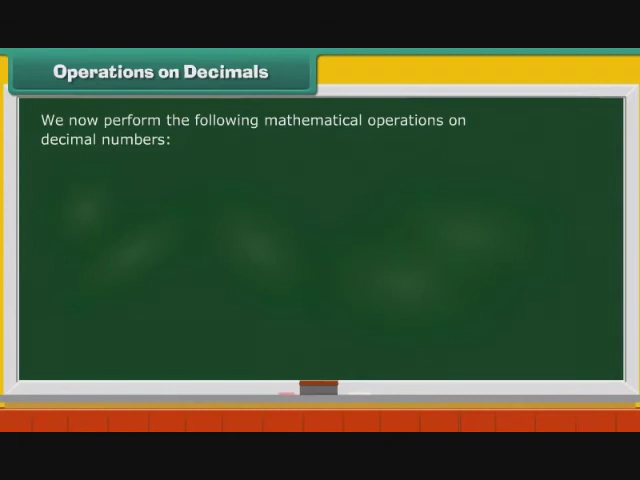 Operations on Decimals
We now perform the following mathematical operations on
decimal numbers: